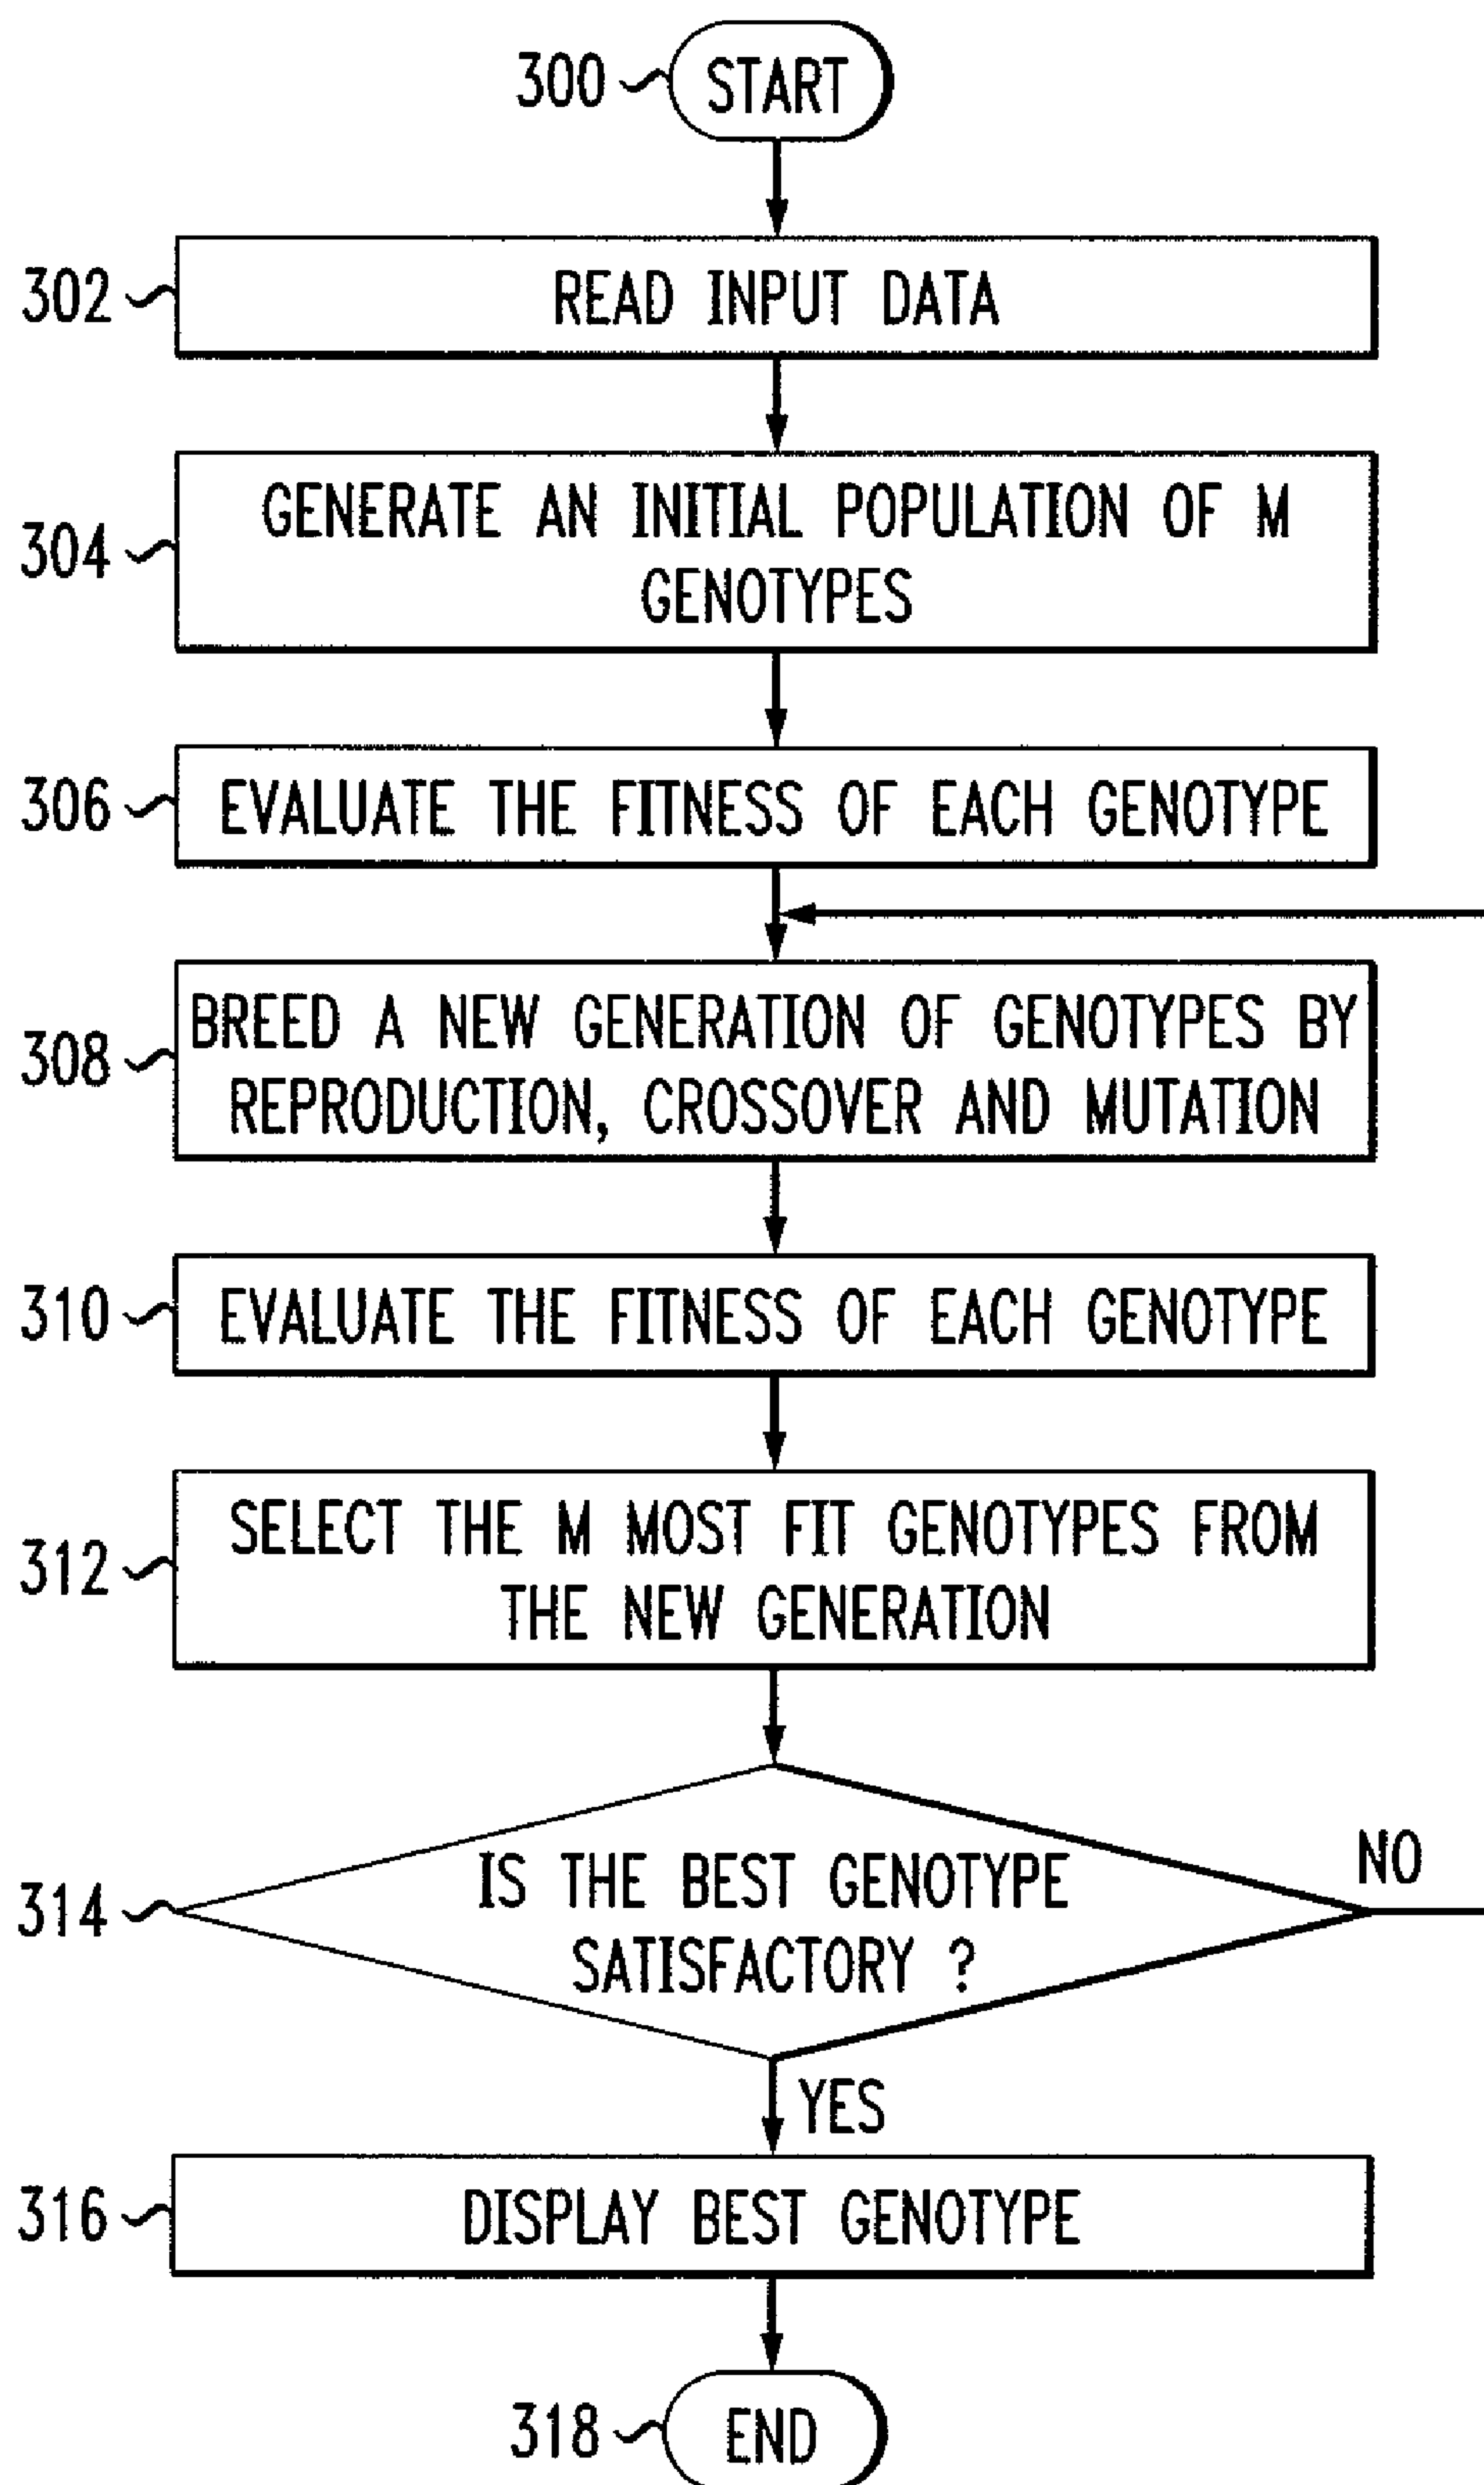 300
START
302
READ INPUT DATA
304
GENERATE AN INITIAL POPULATION OF M
GENOTYPES
306
EVALUATE THE FITNESS OF EACH GENOTYPE
308
BREED A NEW GENERATION OF GENOTYPES BY
REPRODUCTION, CROSSOVER AND MUTATION
310
EVALUATE THE FITNESS OF EACH GENOTYPE
312
SELECT THE M MOST FIT GENOTYPES FROM
THE NEW GENERATION
314
IS THE BEST GENOTYPE
SATISFACTORY ?
NO
YES
316
DISPLAY BEST GENOTYPE
318
END